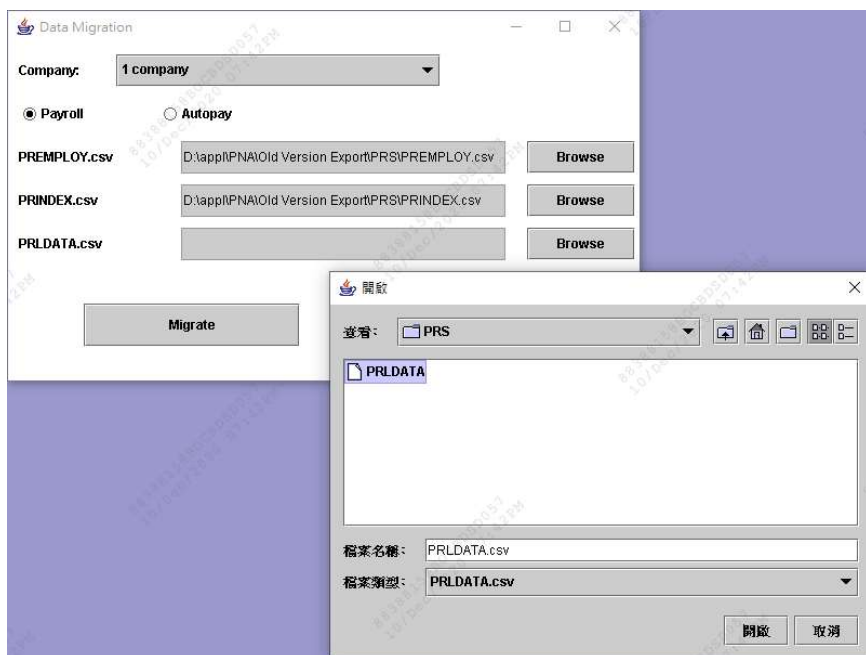 Data Migration
Company: 1 company
Payroll Autopay
PREMPLOY.csv D:\appl\PNA\Old Version Export\PRS\PREMPLOY.csv Browse
PRINDEX.csv D:\appl\PNA\Old Version Export\PRS\PRINDEX.csv Browse
PRLDATA.csv Browse
Migrate
開啟
查看: PRS
PRLDATA
檔案名稱: PRLDATA.csv
檔案類型: PRLDATA.csv
開啟 取消